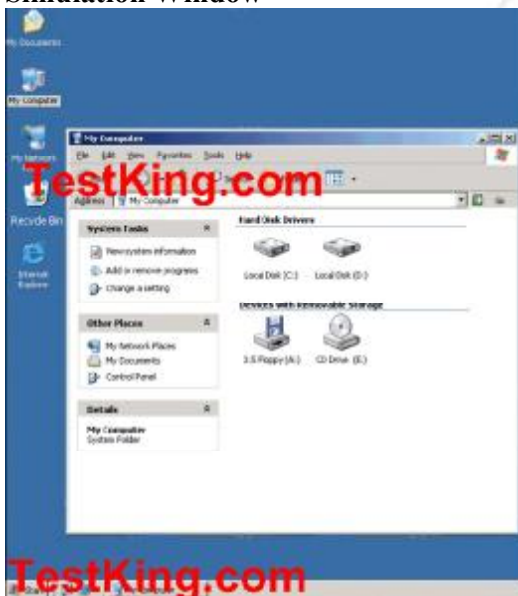 Simulation Window
My Documents
My Computer
My Network
Recycle Bin
Internet
Explorer
My Computer
File Edit View Favorites Tools Help
TestKing.com
Address My Computer
System Tasks
View system information
Add or remove programs
Change a setting
Other Places
My Network Places
My Documents
Control Panel
Details
My Computer
System Folder
Hard Disk Drivers
Local Disk (C:) Local Disk (D:)
Devices with Removable Storage
3.5 Floppy (A:) CD Drive (E:)
TestKing.com